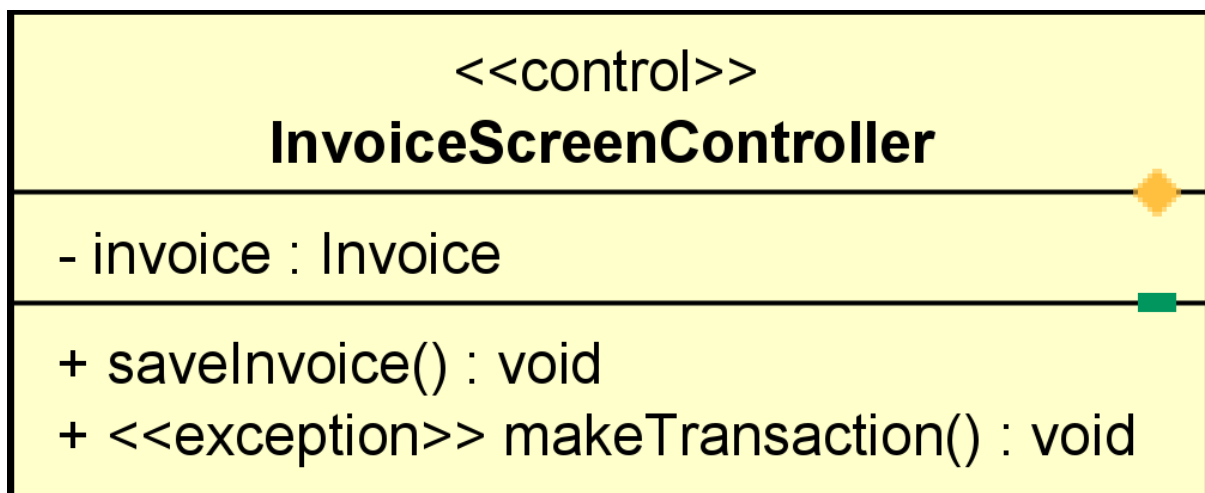 <<control>>
InvoiceScreenController
- invoice : Invoice
+ saveInvoice() : void
+ <<exception>> makeTransaction() : void